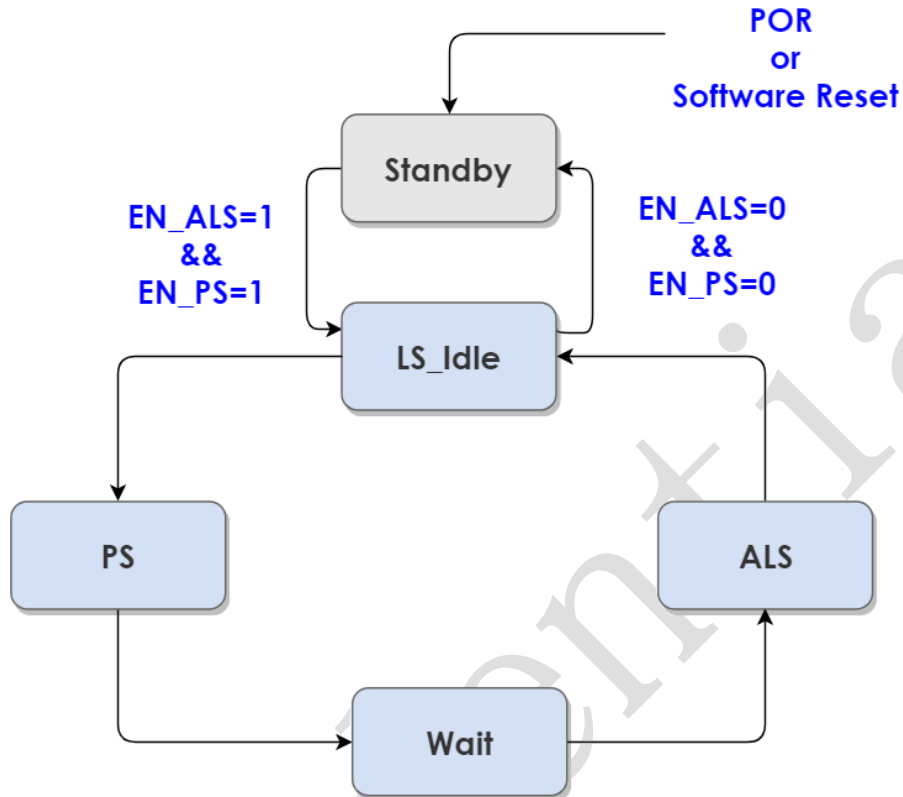 POR
or
Software Reset
Standby
EN_ALS=1
&&
EN_PS=1
EN_ALS=0
&&
EN_PS=0
LS_Idle
PS
ALS
Wait